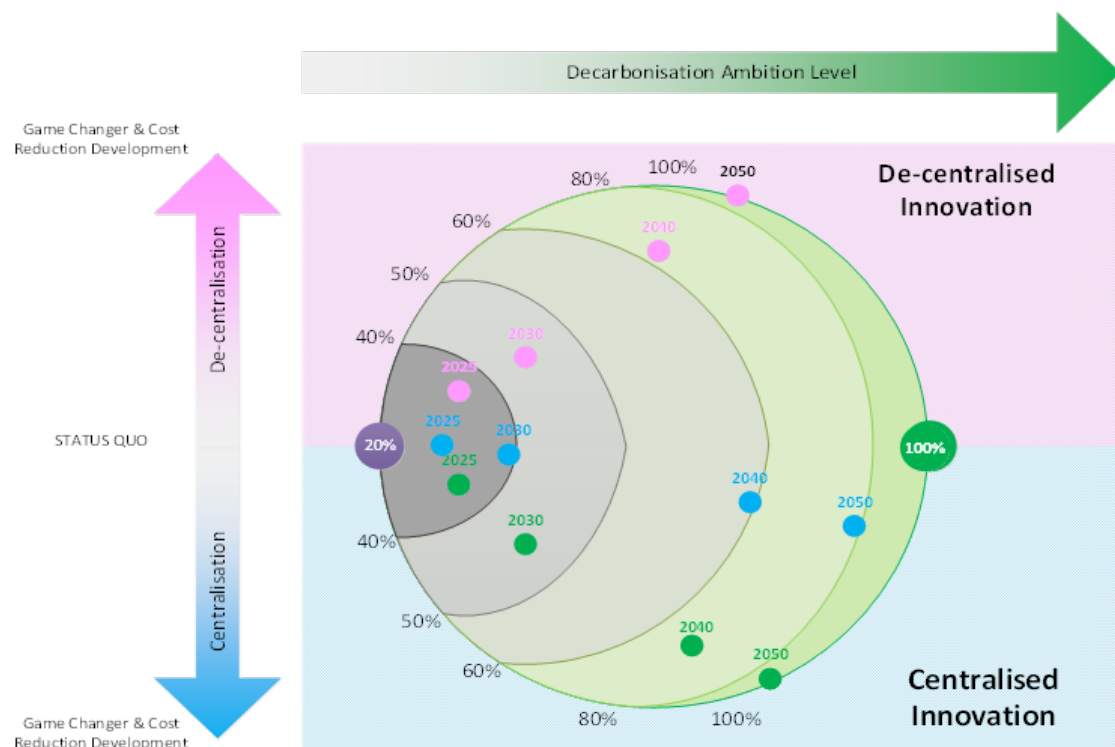 Decarbonisation Ambition Level
Game Changer & Cost
Reduction Development
De-centralisation
STATUS QUO
Centralisation
Game Changer & Cost
Reduction Development
De-centralised
Innovation
100%
2050
80%
60%
2040
50%
40%
2030
2025
2025
2030
20%
100%
2025
2040
2050
2030
40%
50%
60%
2040
2050
80%
100%
Centralised
Innovation